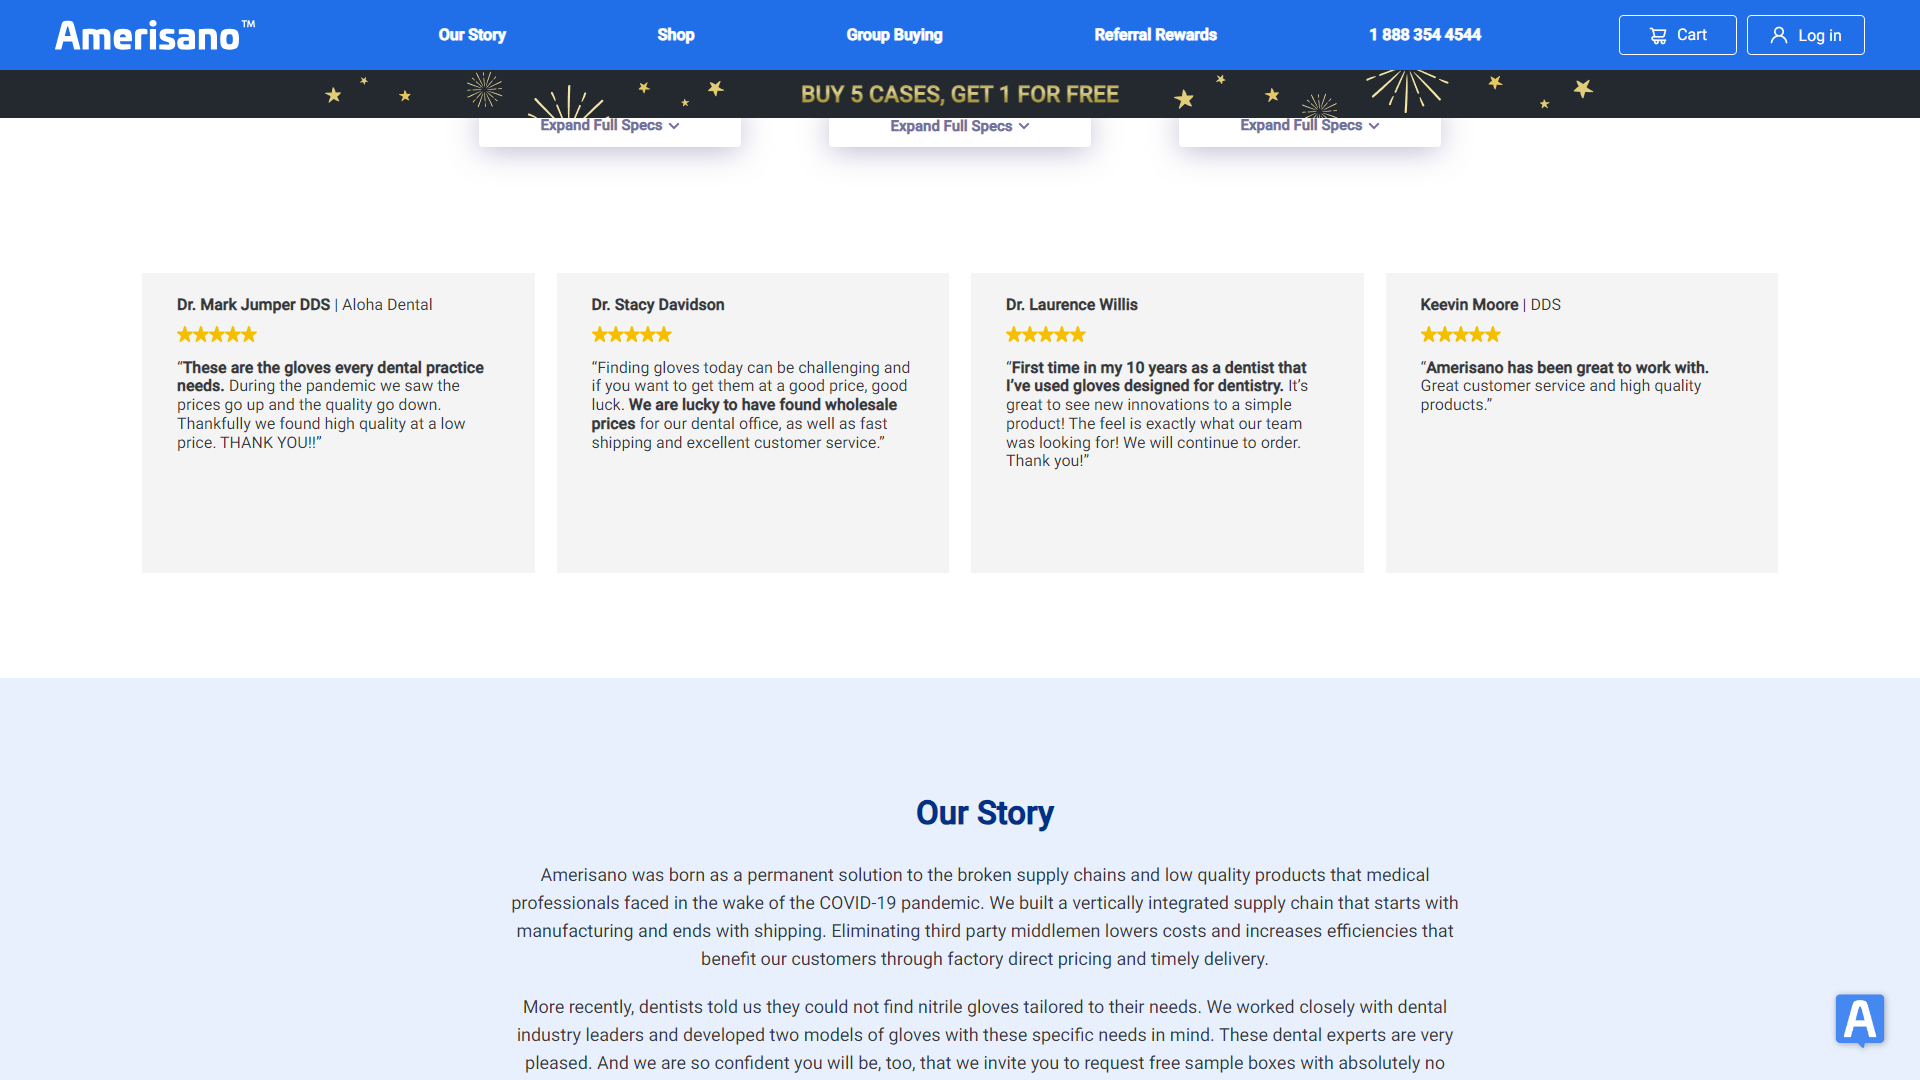 Amerisano™
Our Story
Shop
Group Buying
Referral Rewards
1 888 354 4544
Cart
Log in
BUY 5 CASES, GET 1 FOR FREE
Expand Full Specs
Expand Full Specs
Expand Full Specs
Dr. Mark Jumper DDS | Aloha Dental
“These are the gloves every dental practice
needs. During the pandemic we saw the
prices go up and the quality go down.
Thankfully we found high quality at a low
price. THANK YOU!!”
Dr. Stacy Davidson
“Finding gloves today can be challenging and
if you want to get them at a good price, good
luck. We are lucky to have found wholesale
prices for our dental office, as well as fast
shipping and excellent customer service.”
Dr. Laurence Willis
“First time in my 10 years as a dentist that
I’ve used gloves designed for dentistry. It’s
great to see new innovations to a simple
product! The feel is exactly what our team
was looking for! We will continue to order.
Thank you!”
Keevin Moore | DDS
“Amerisano has been great to work with.
Great customer service and high quality
products.”
Our Story
Amerisano was born as a permanent solution to the broken supply chains and low quality products that medical
professionals faced in the wake of the COVID-19 pandemic. We built a vertically integrated supply chain that starts with
manufacturing and ends with shipping. Eliminating third party middlemen lowers costs and increases efficiencies that
benefit our customers through factory direct pricing and timely delivery.
More recently, dentists told us they could not find nitrile gloves tailored to their needs. We worked closely with dental
industry leaders and developed two models of gloves with these specific needs in mind. These dental experts are very
pleased. And we are so confident you will be, too, that we invite you to request free sample boxes with absolutely no
A